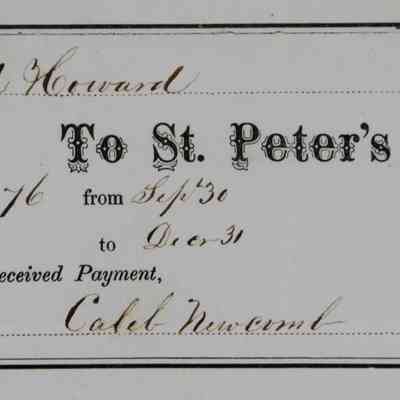 Howard
To St. Peter's
76 from Sept 30
to Decr 31
eceived Payment,
Caleb Newcomb